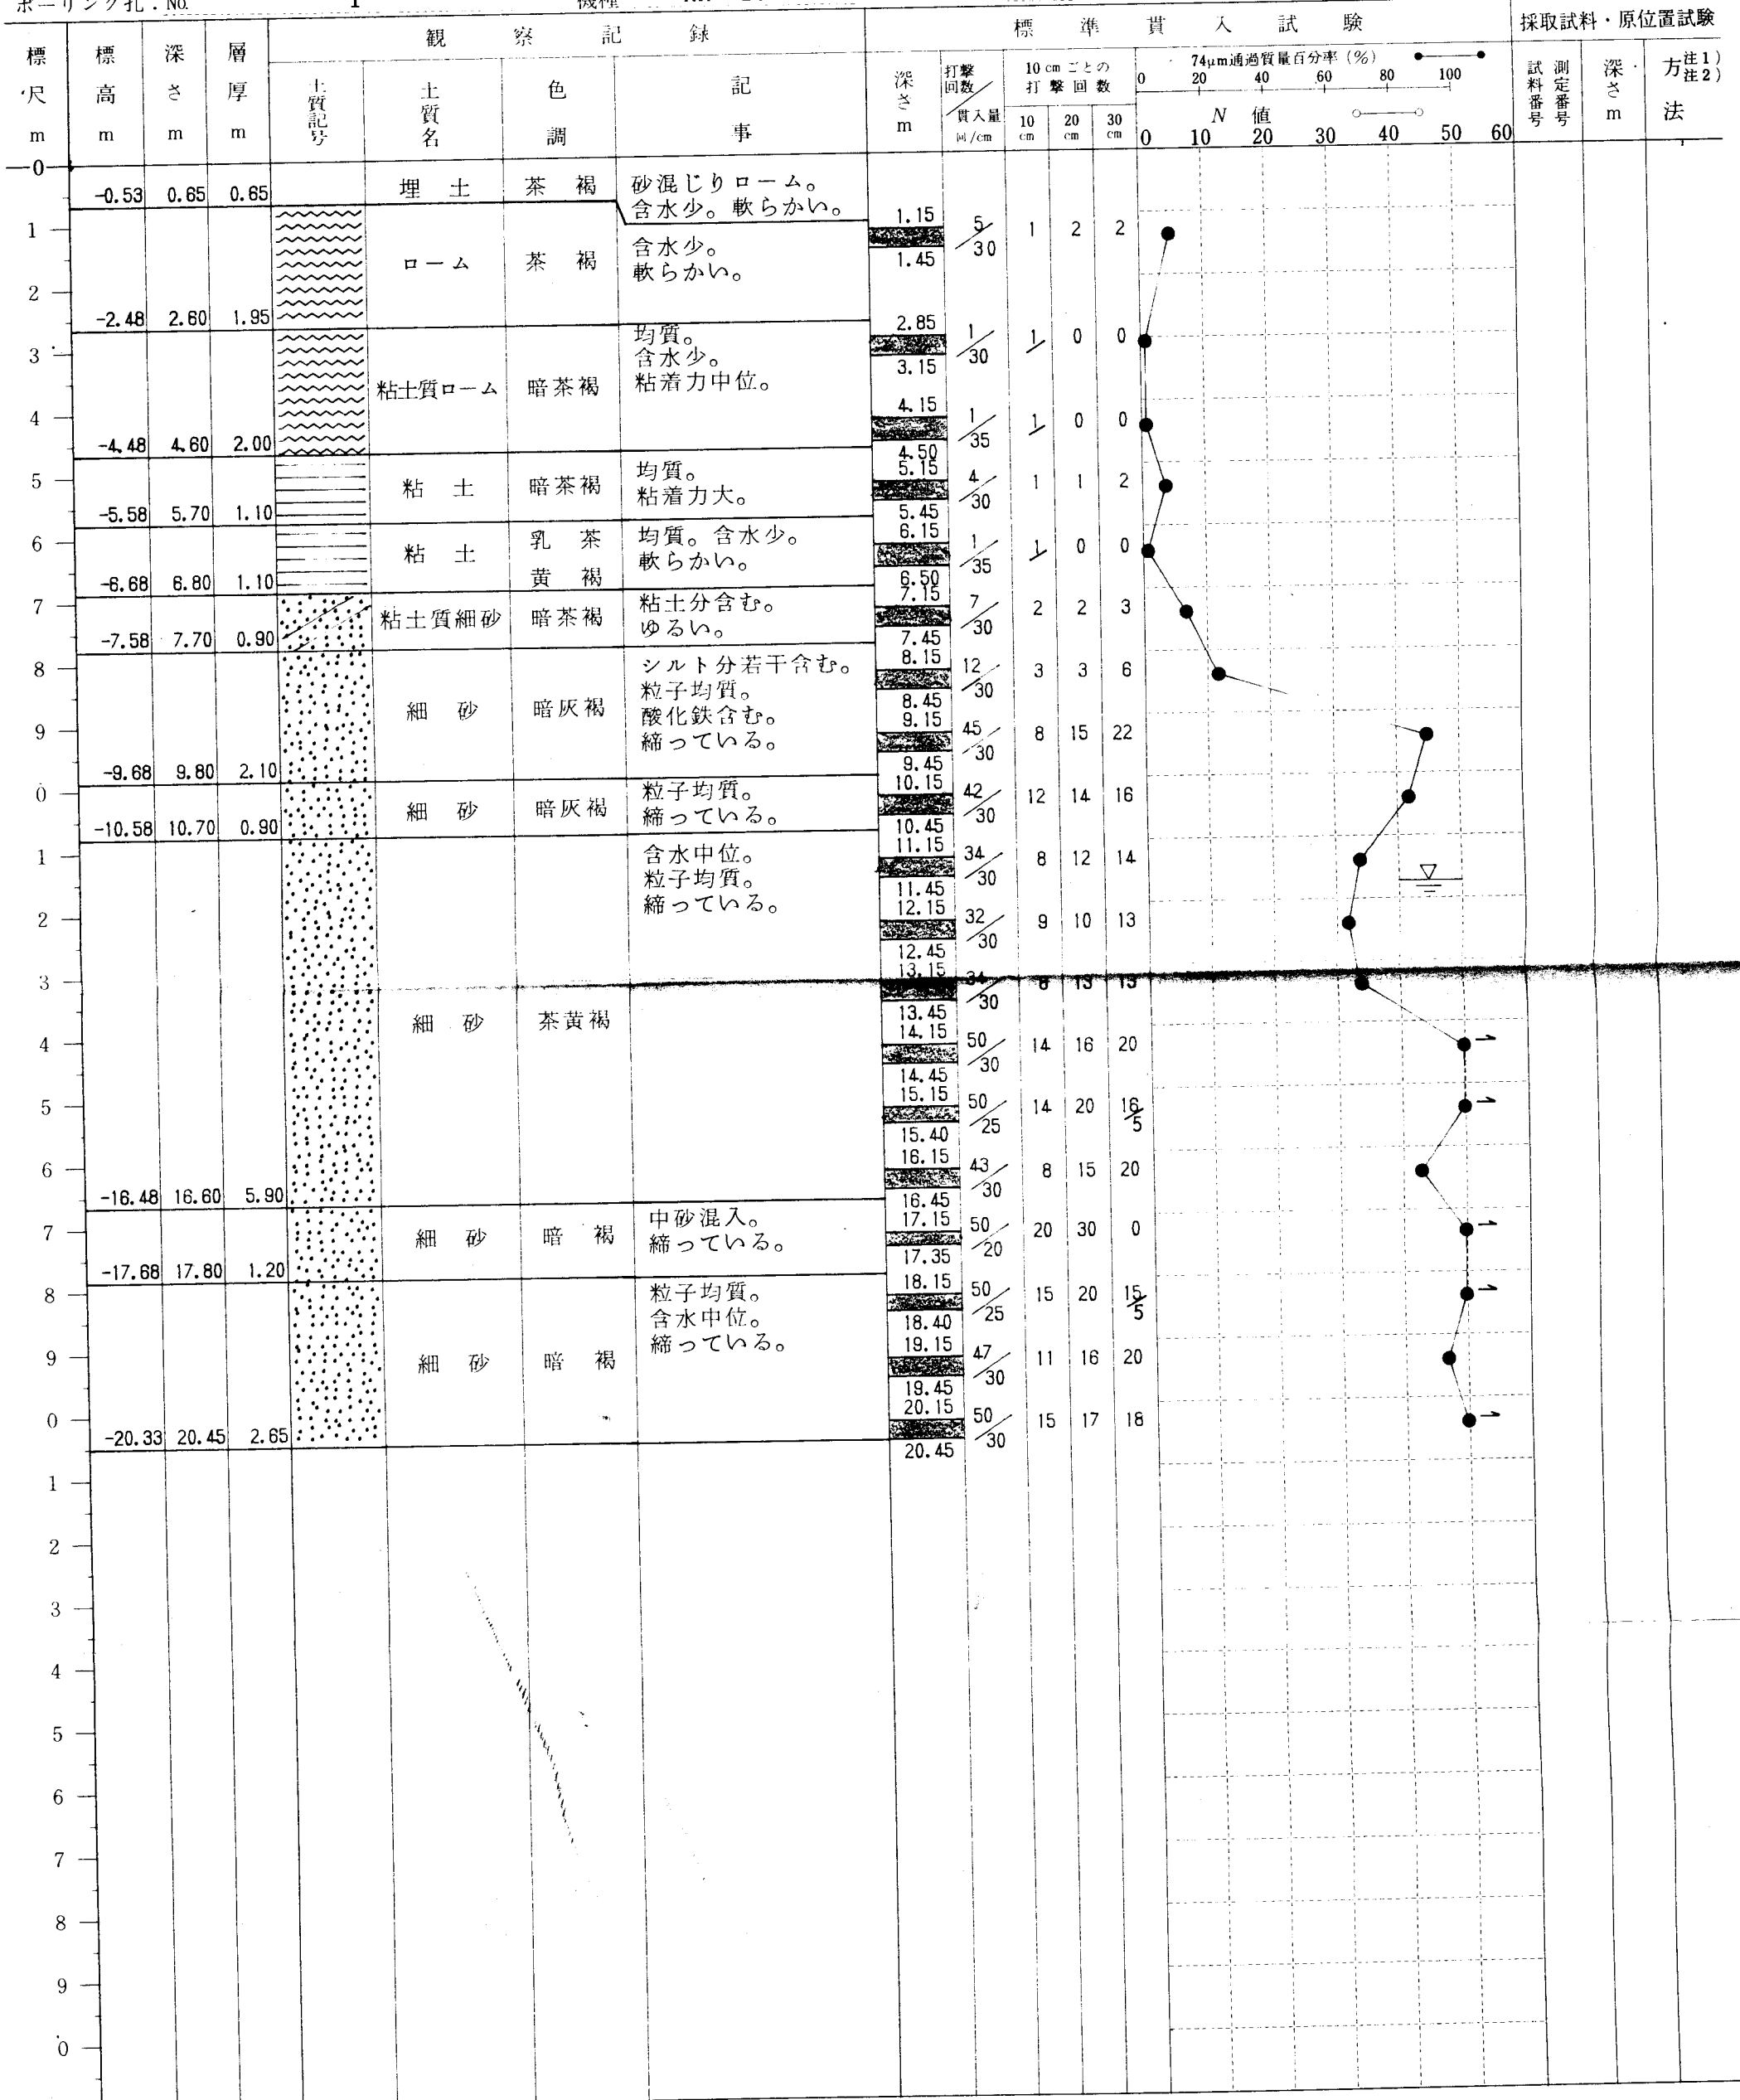 ボーリング孔．No. 1 機種
観察記録 標準貫入試験 採取試料・原位置試験
標尺 m 標高 m 深さ m 層厚 m 土質記号 土質名 色調 記事 深さ m 打撃回数/貫入量 回/cm 10 cm ごとの打撃回数 10 cm 20 cm 30 cm
74μm通過質量百分率 (%)
0 20 40 60 80 100
N 値
0 10 20 30 40 50 60
試料番号 測定番号 深さ m 方法 注1) 注2)
0
-0.53 0.65 0.65 埋土 茶褐 砂混じりローム。
含水少。軟らかい。
1 1.15 5/30 1 2 2
1.45
ローム 茶褐 含水少。
軟らかい。
2
-2.48 2.60 1.95
2.85 1/30 1 0 0
3 3.15
粘土質ローム 暗茶褐 均質。
含水少。
粘着力中位。
4 4.15 1/35 1 0 0
-4.48 4.60 2.00 4.50
5 5.15 4/30 1 1 2
粘土 暗茶褐 均質。
粘着力大。
-5.58 5.70 1.10 5.45
6 6.15 1/35 1 0 0
粘土 乳茶 均質。含水少。
黄褐 軟らかい。
-6.68 6.80 1.10 6.50
7 7.15 7/30 2 2 3
粘土質細砂 暗茶褐 粘土分含む。
ゆるい。
-7.58 7.70 0.90 7.45
8 8.15 12/30 3 3 6
8.45
細砂 暗灰褐 シルト分若干含む。
粒子均質。
酸化鉄含む。
締っている。
9 9.15 45/30 8 15 22
-9.68 9.80 2.10 9.45
0 10.15 42/30 12 14 16
細砂 暗灰褐 粒子均質。
締っている。
-10.58 10.70 0.90 10.45
1 11.15 34/30 8 12 14
11.45
含水中位。
粒子均質。
締っている。
2 12.15 32/30 9 10 13
12.45
3 13.15 34/30 8 13 13
13.45
細砂 茶黄褐
4 14.15 50/30 14 16 20
14.45
5 15.15 50/25 14 20 16/5
15.40
6 16.15 43/30 8 15 20
-16.48 16.60 5.90 16.45
7 17.15 50/20 20 30 0
細砂 暗褐 中砂混入。
締っている。
17.35
-17.68 17.80 1.20
8 18.15 50/25 15 20 15/5
18.40
粒子均質。
含水中位。
締っている。
9 19.15 47/30 11 16 20
細砂 暗褐
19.45
0 20.15 50/30 15 17 18
-20.33 20.45 2.65 20.45
1
2
3
4
5
6
7
8
9
0